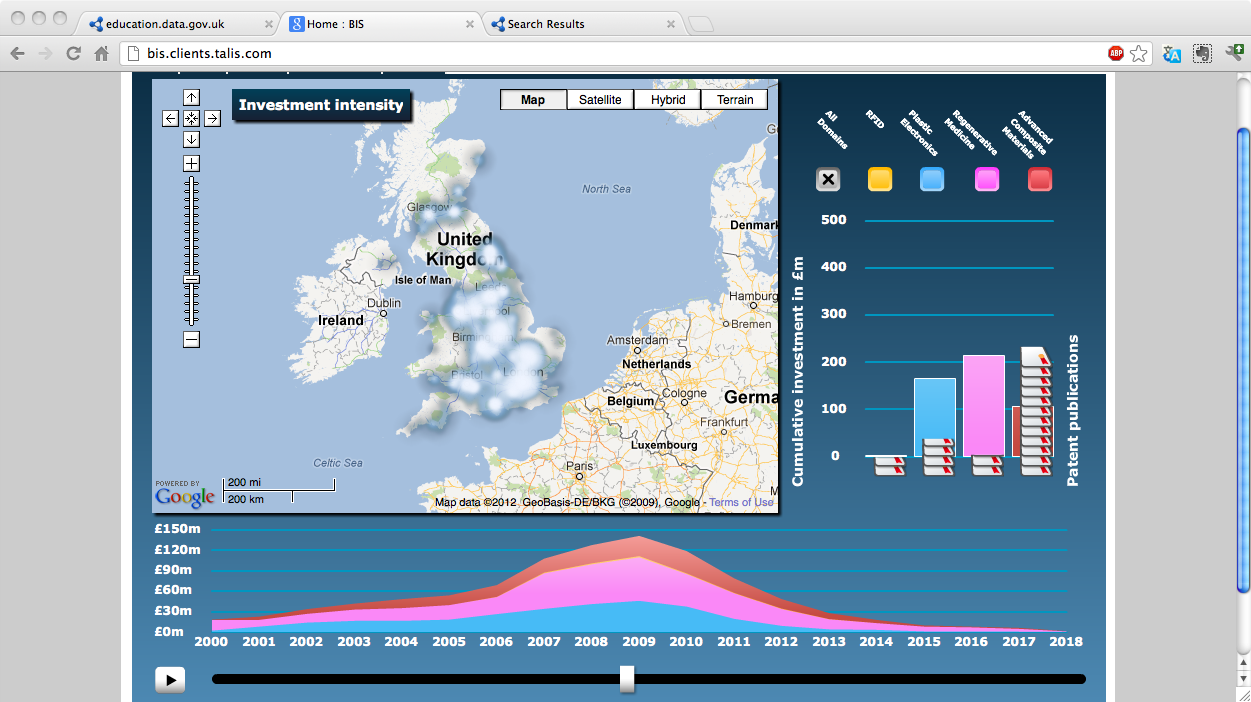 education.data.gov.uk
Home : BIS
Search Results
bis.clients.talis.com
ABP
Investment intensity
Map
Satellite
Hybrid
Terrain
North Sea
Glasgow
United
Kingdom
Isle of Man
Dublin
Ireland
Denmark
Hamburg
Bremen
Amsterdam
Netherlands
Belgium
Cologne
Germa
Frankfurt
Luxembourg
Paris
Celtic Sea
London
POWERED BY
Google
200 mi
200 km
Map data ©2012 GeoBasis-DE/BKG (©2009), Google - Terms of Use
All
Domains
RFID
Plastic
Electronics
Regenerative
Medicine
Advanced
Composite
Materials
500
400
300
200
100
0
Cumulative investment in £m
Patent publications
£150m
£120m
£90m
£60m
£30m
£0m
2000 2001 2002 2003 2004 2005 2006 2007 2008 2009 2010 2011 2012 2013 2014 2015 2016 2017 2018